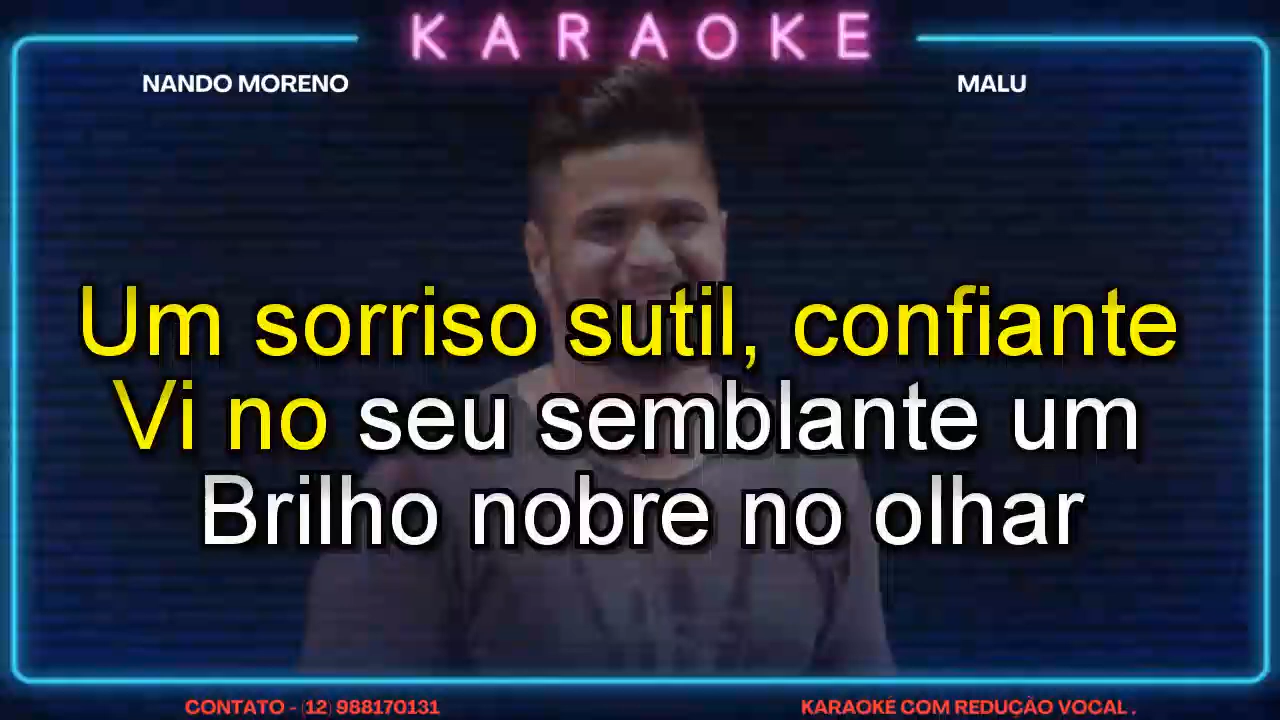 KARAOKE
NANDO MORENO
MALU
Um sorriso sutil, confiante
Vi no seu semblante um
Brilho nobre no olhar
CONTATO - (12) 988170131
KARAOKÊ COM REDUÇÃO VOCAL .